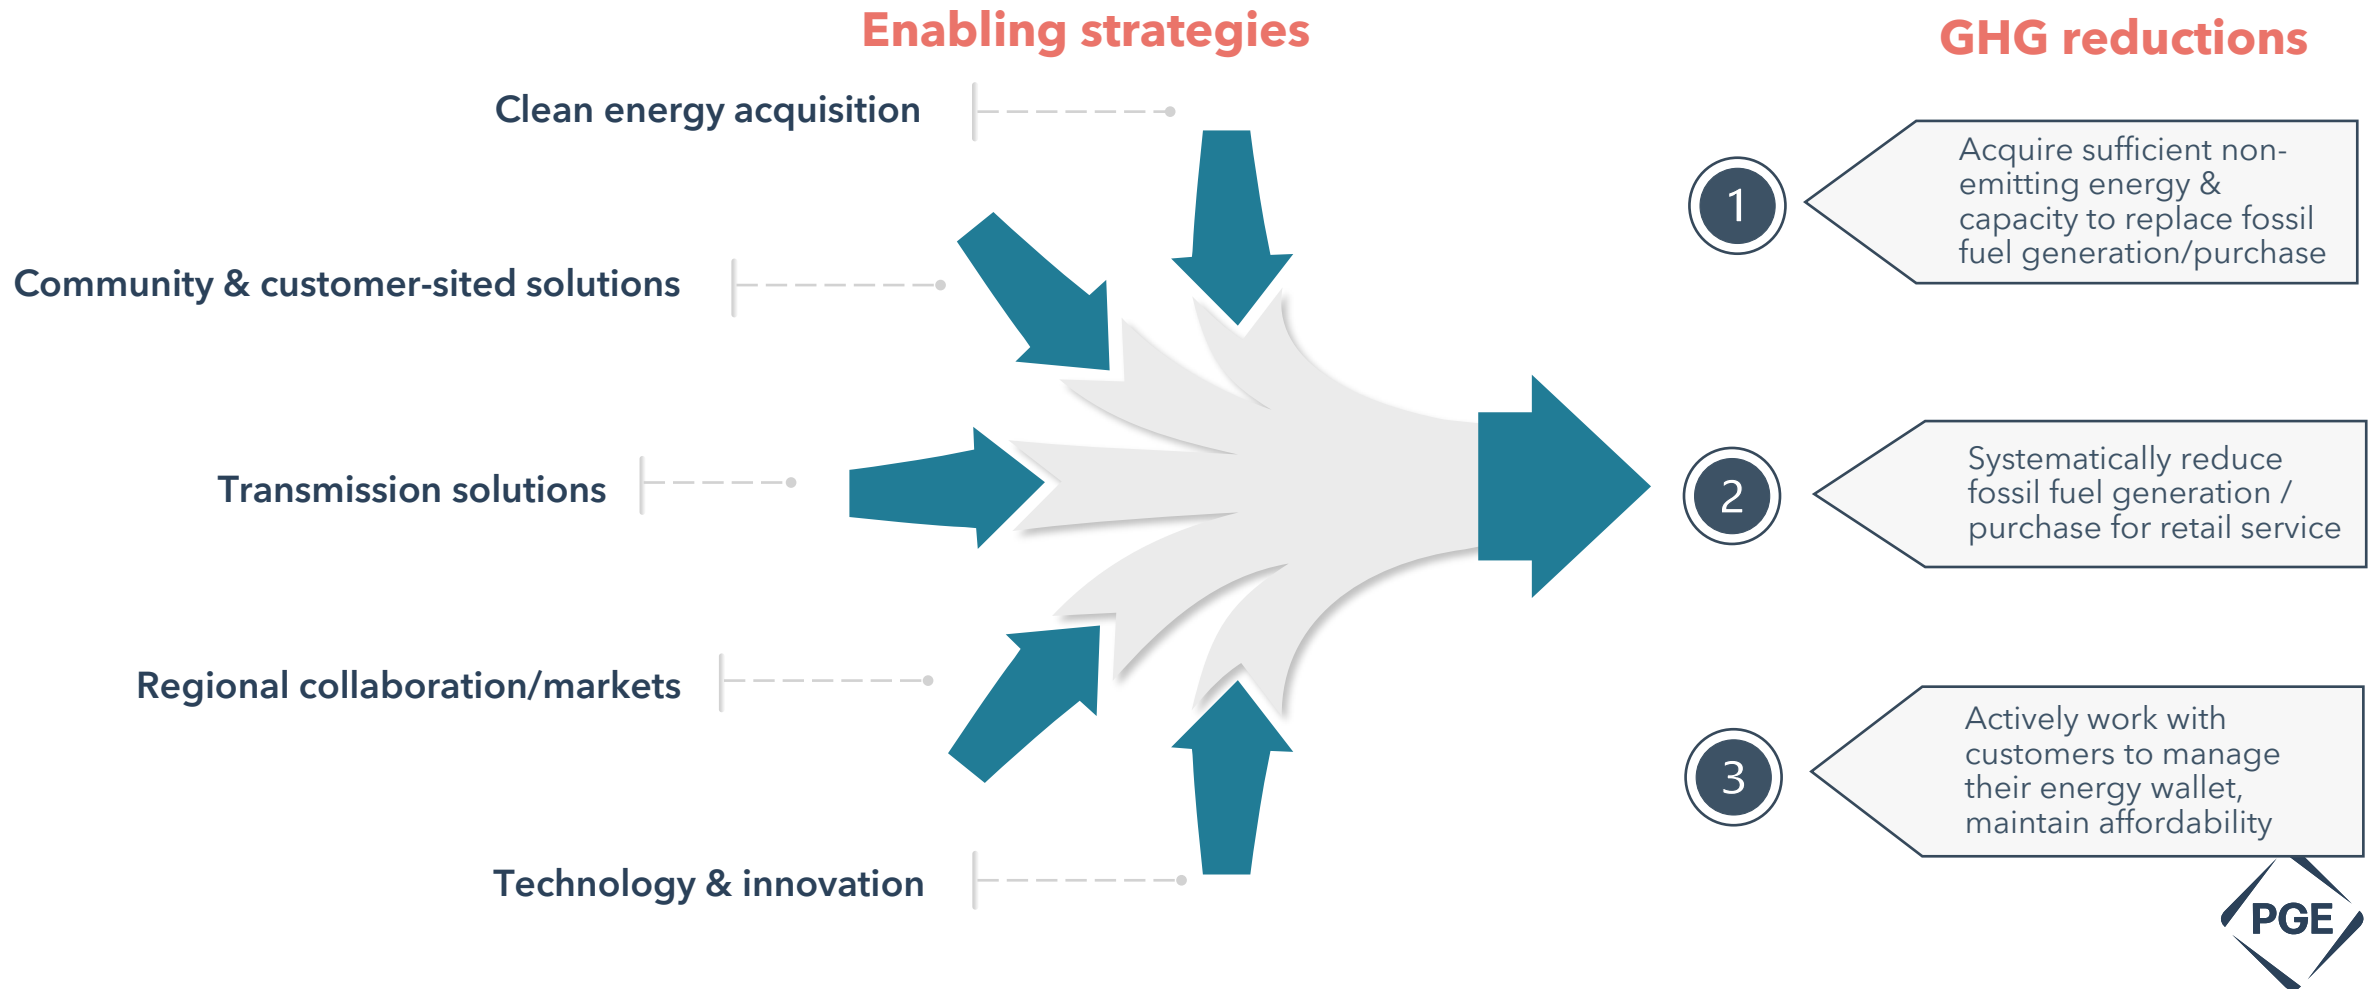 Enabling strategies
Clean energy acquisition
Community & customer-sited solutions
Transmission solutions
Regional collaboration/markets
Technology & innovation
GHG reductions
1
Acquire sufficient non-
emitting energy &
capacity to replace fossil
fuel generation/purchase
2
Systematically reduce
fossil fuel generation /
purchase for retail service
3
Actively work with
customers to manage
their energy wallet,
maintain affordability
PGE